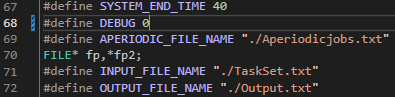 67 #define SYSTEM_END_TIME 40
68 #define DEBUG 0
69 #define APERIODIC_FILE_NAME "./Aperiodicjobs.txt"
70 FILE* fp,*fp2;
71 #define INPUT_FILE_NAME "./TaskSet.txt"
72 #define OUTPUT_FILE_NAME "./Output.txt"